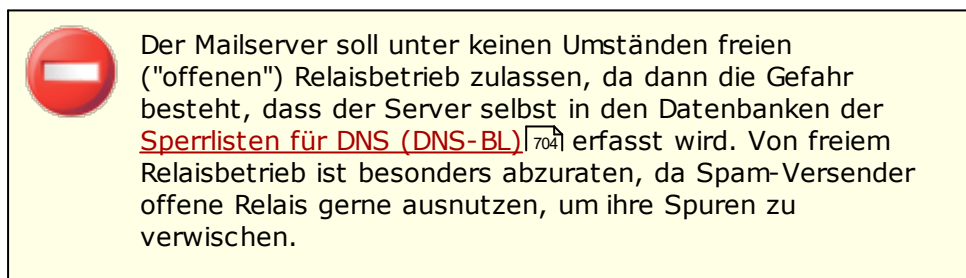 Der Mailserver soll unter keinen Umständen freien
("offenen") Relaisbetrieb zulassen, da dann die Gefahr
besteht, dass der Server selbst in den Datenbanken der
Sperrlisten für DNS (DNS-BL) 704 erfasst wird. Von freiem
Relaisbetrieb ist besonders abzuraten, da Spam-Versender
offene Relais gerne ausnutzen, um ihre Spuren zu
verwischen.